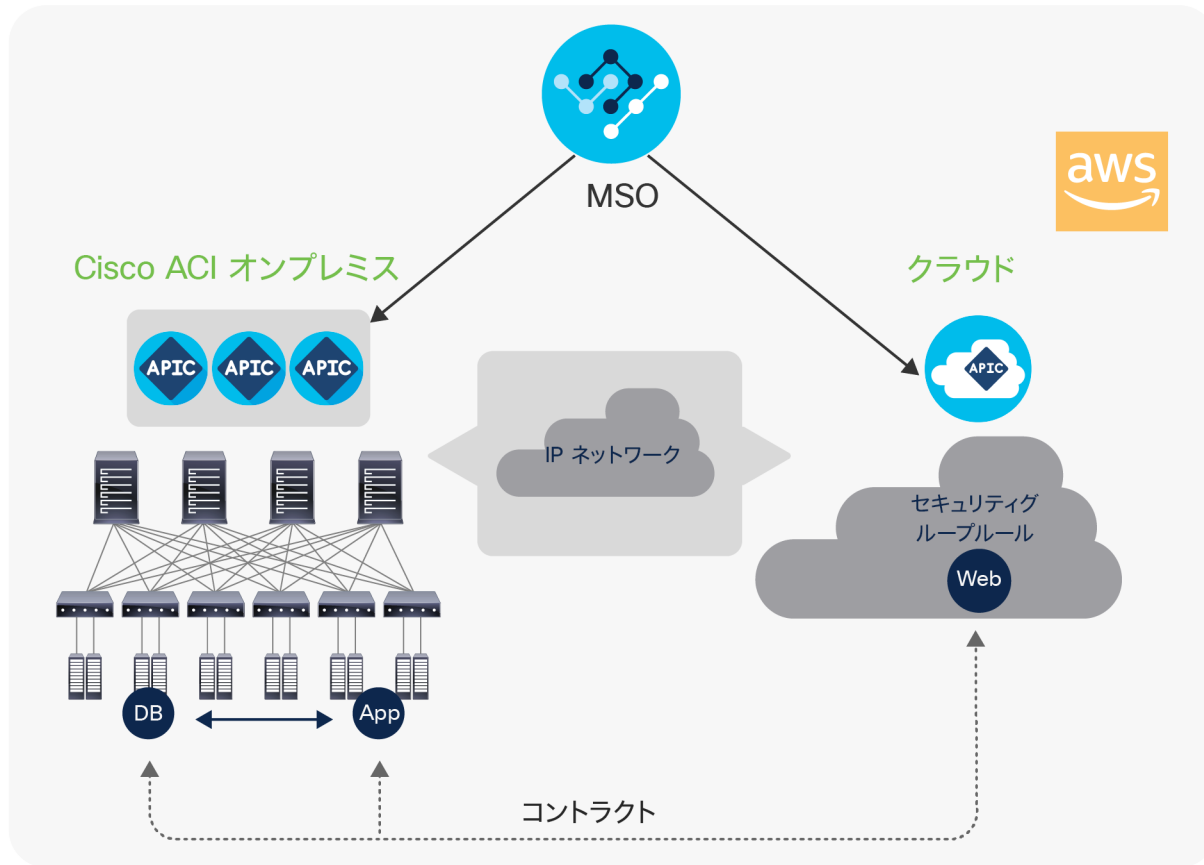 MSO
aws
Cisco ACI オンプレミス
クラウド
APIC
APIC
APIC
APIC
IP ネットワーク
セキュリティグ
ループルール
Web
DB
App
コントラクト